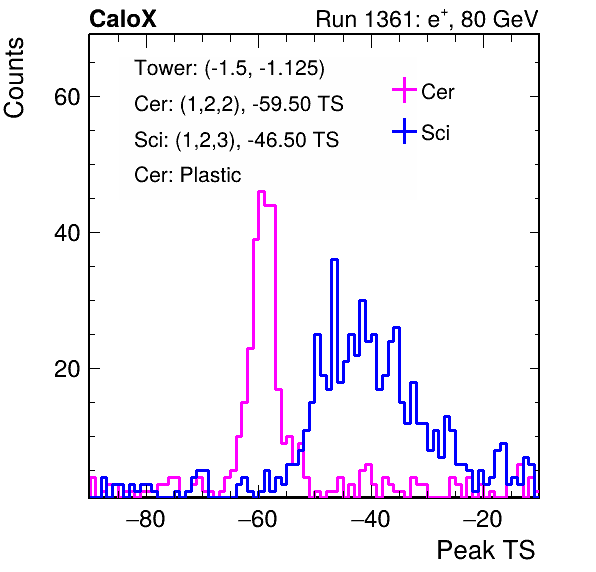 CaloX Run 1361: e⁺, 80 GeV
Counts
Tower: (-1.5, -1.125)
Cer: (1,2,2), -59.50 TS
Sci: (1,2,3), -46.50 TS
Cer: Plastic
Cer
Sci
60
40
20
−80 −60 −40 −20
Peak TS